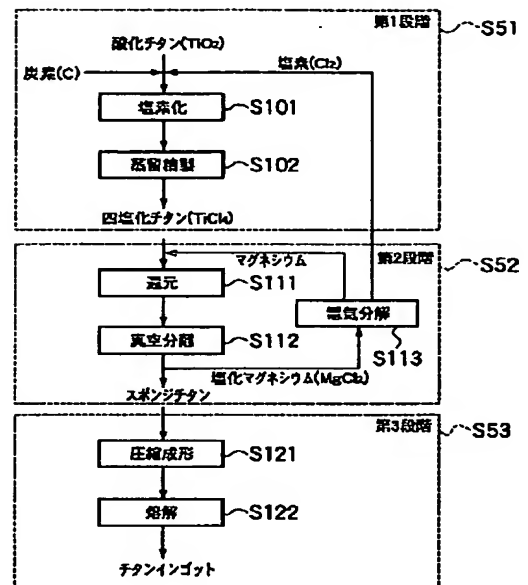 第1段階
S51
酸化チタン(TiO2)
炭素(C)
塩素(Cl2)
塩素化
S101
蒸留精製
S102
四塩化チタン(TiCl4)
第2段階
S52
マグネシウム
還元
S111
電気分解
S113
真空分離
S112
塩化マグネシウム(MgCl2)
スポンジチタン
第3段階
S53
圧縮成形
S121
熔解
S122
チタンインゴット